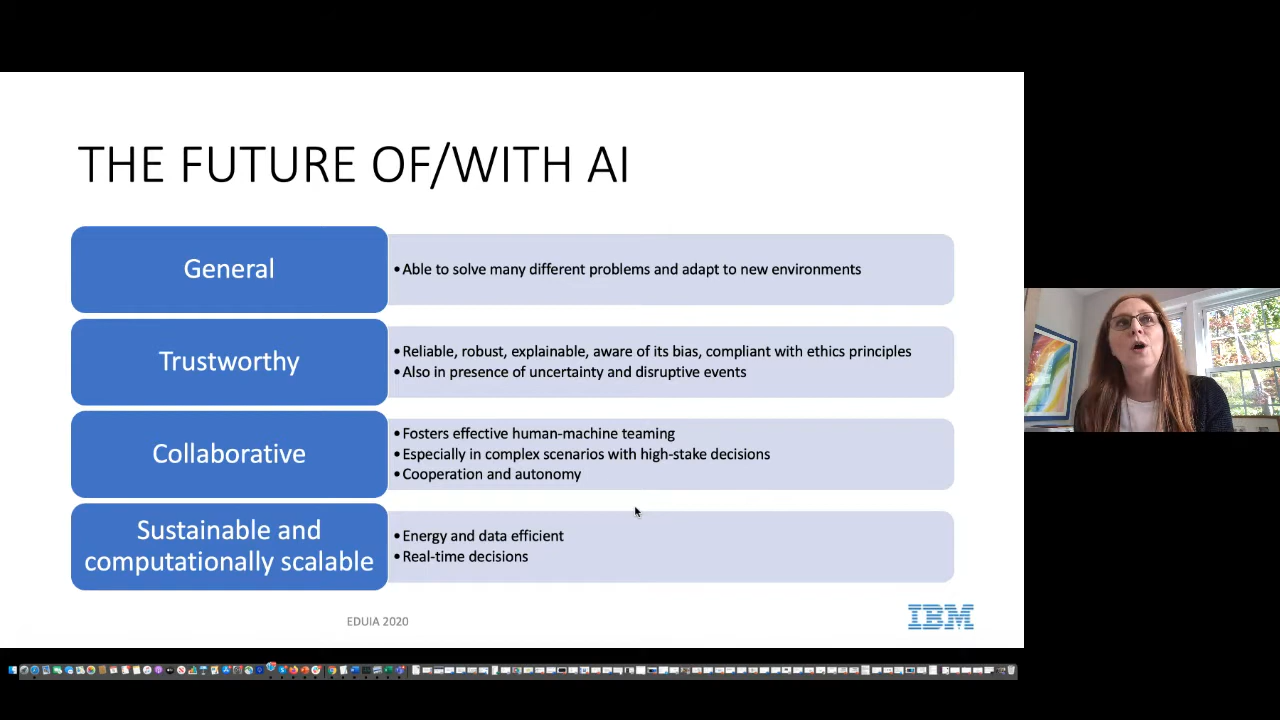 THE FUTURE OF/WITH AI
General
•Able to solve many different problems and adapt to new environments
Trustworthy
•Reliable, robust, explainable, aware of its bias, compliant with ethics principles
•Also in presence of uncertainty and disruptive events
Collaborative
•Fosters effective human-machine teaming
•Especially in complex scenarios with high-stake decisions
•Cooperation and autonomy
Sustainable and
computationally scalable
•Energy and data efficient
•Real-time decisions
EDUIA 2020
IBM